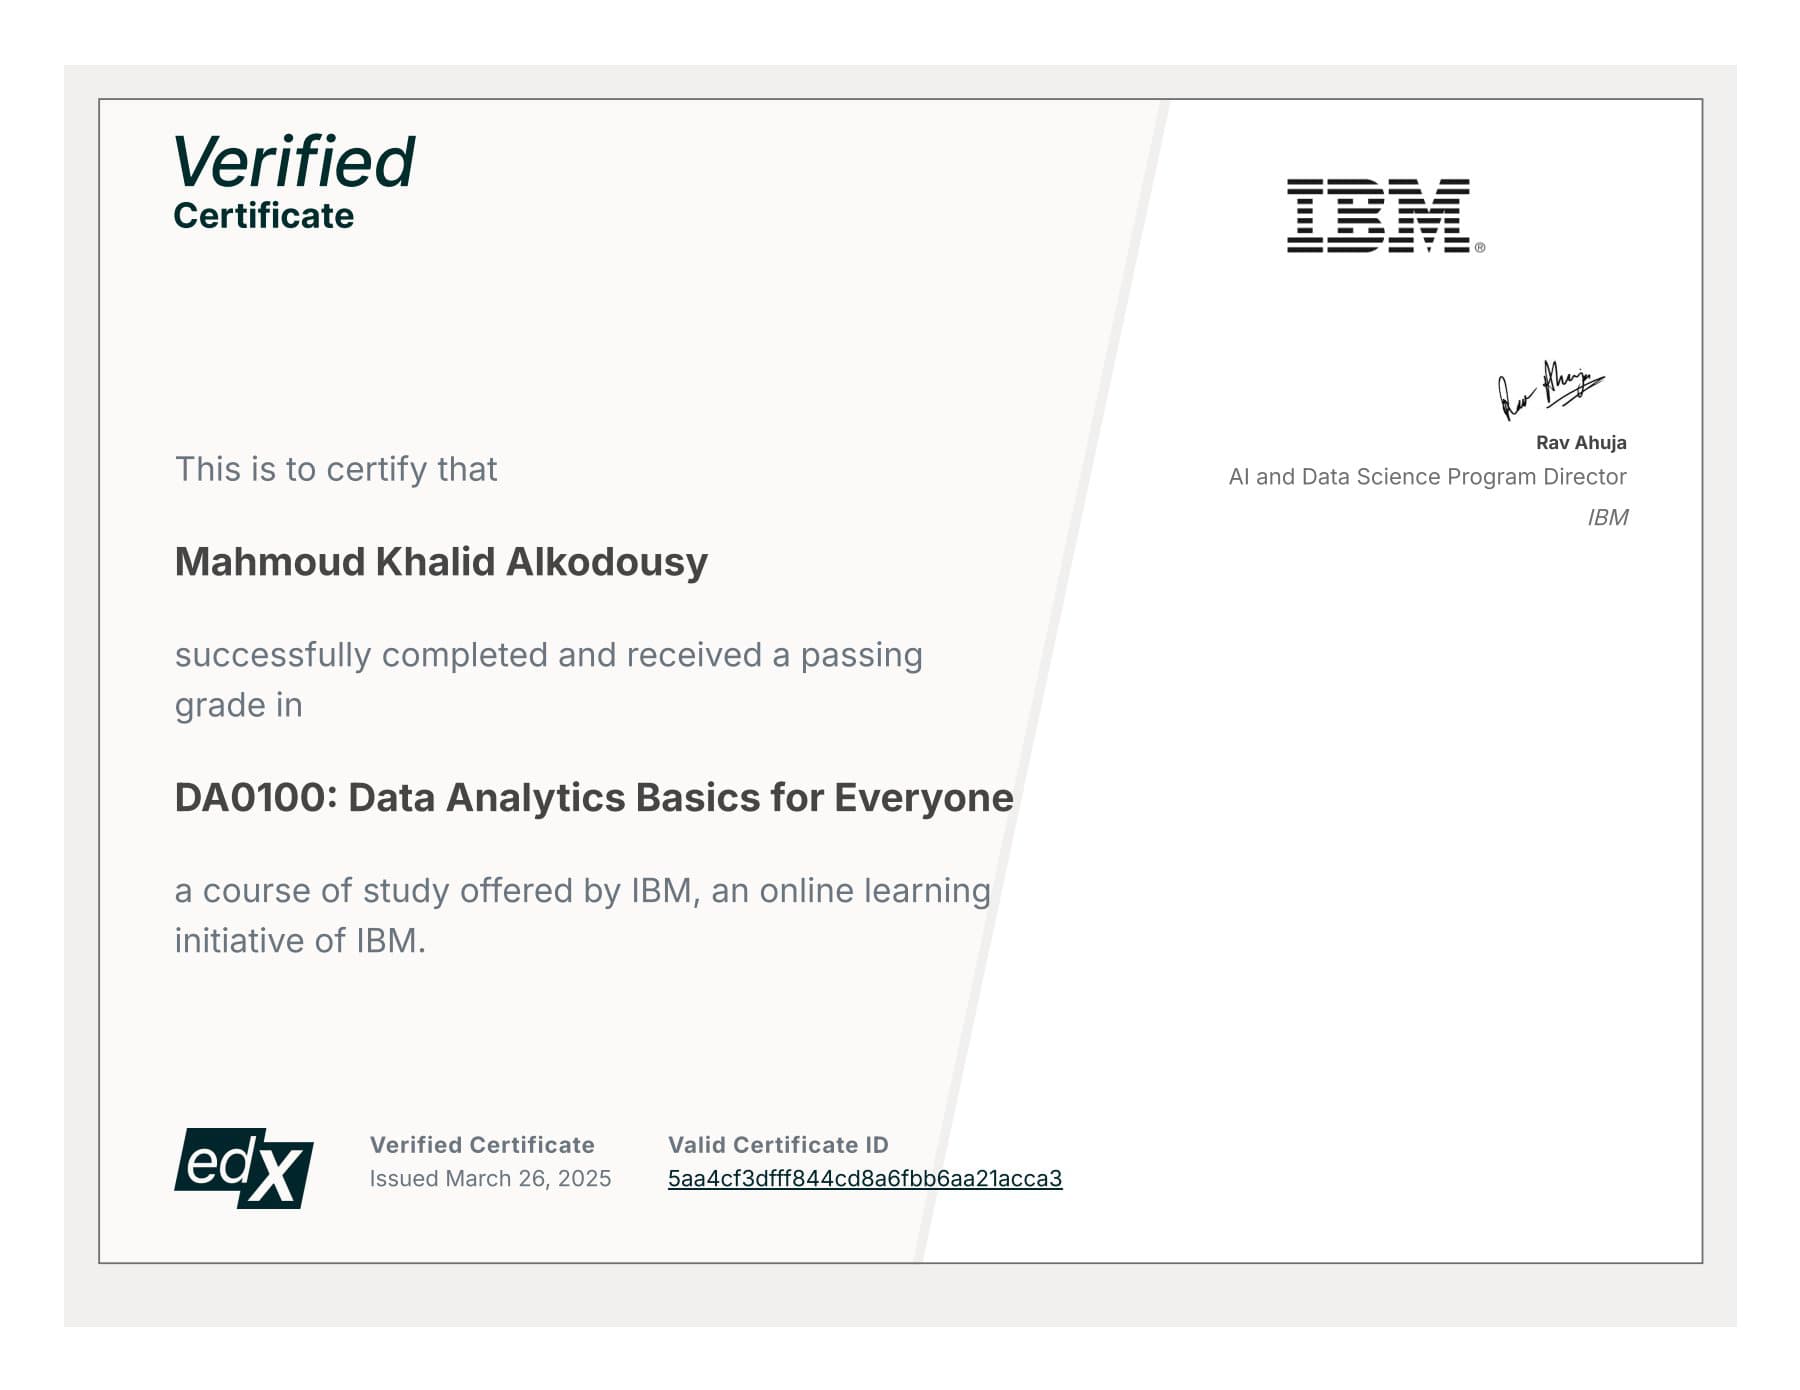 Verified
Certificate
IBM®
Rav Ahuja
Rav Ahuja
AI and Data Science Program Director
IBM
This is to certify that
Mahmoud Khalid Alkodousy
successfully completed and received a passing
grade in
DA0100: Data Analytics Basics for Everyone
a course of study offered by IBM, an online learning
initiative of IBM.
edX
Verified Certificate
Issued March 26, 2025
Valid Certificate ID
5aa4cf3dfff844cd8a6fbb6aa21acca3